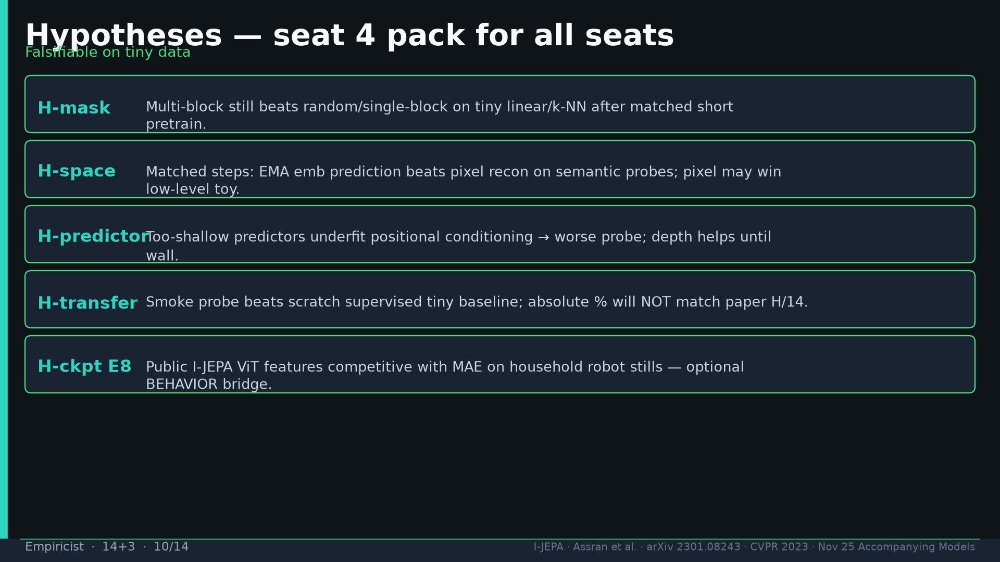 Hypotheses — seat 4 pack for all seats
Falsifiable on tiny data
H-mask
Multi-block still beats random/single-block on tiny linear/k-NN after matched short
pretrain.
H-space
Matched steps: EMA emb prediction beats pixel recon on semantic probes; pixel may win
low-level toy.
H-predictor
Too-shallow predictors underfit positional conditioning → worse probe; depth helps until
wall.
H-transfer
Smoke probe beats scratch supervised tiny baseline; absolute % will NOT match paper H/14.
H-ckpt E8
Public I-JEPA ViT features competitive with MAE on household robot stills — optional
BEHAVIOR bridge.
Empiricist · 14+3 · 10/14
I-JEPA · Assran et al. · arXiv 2301.08243 · CVPR 2023 · Nov 25 Accompanying Models